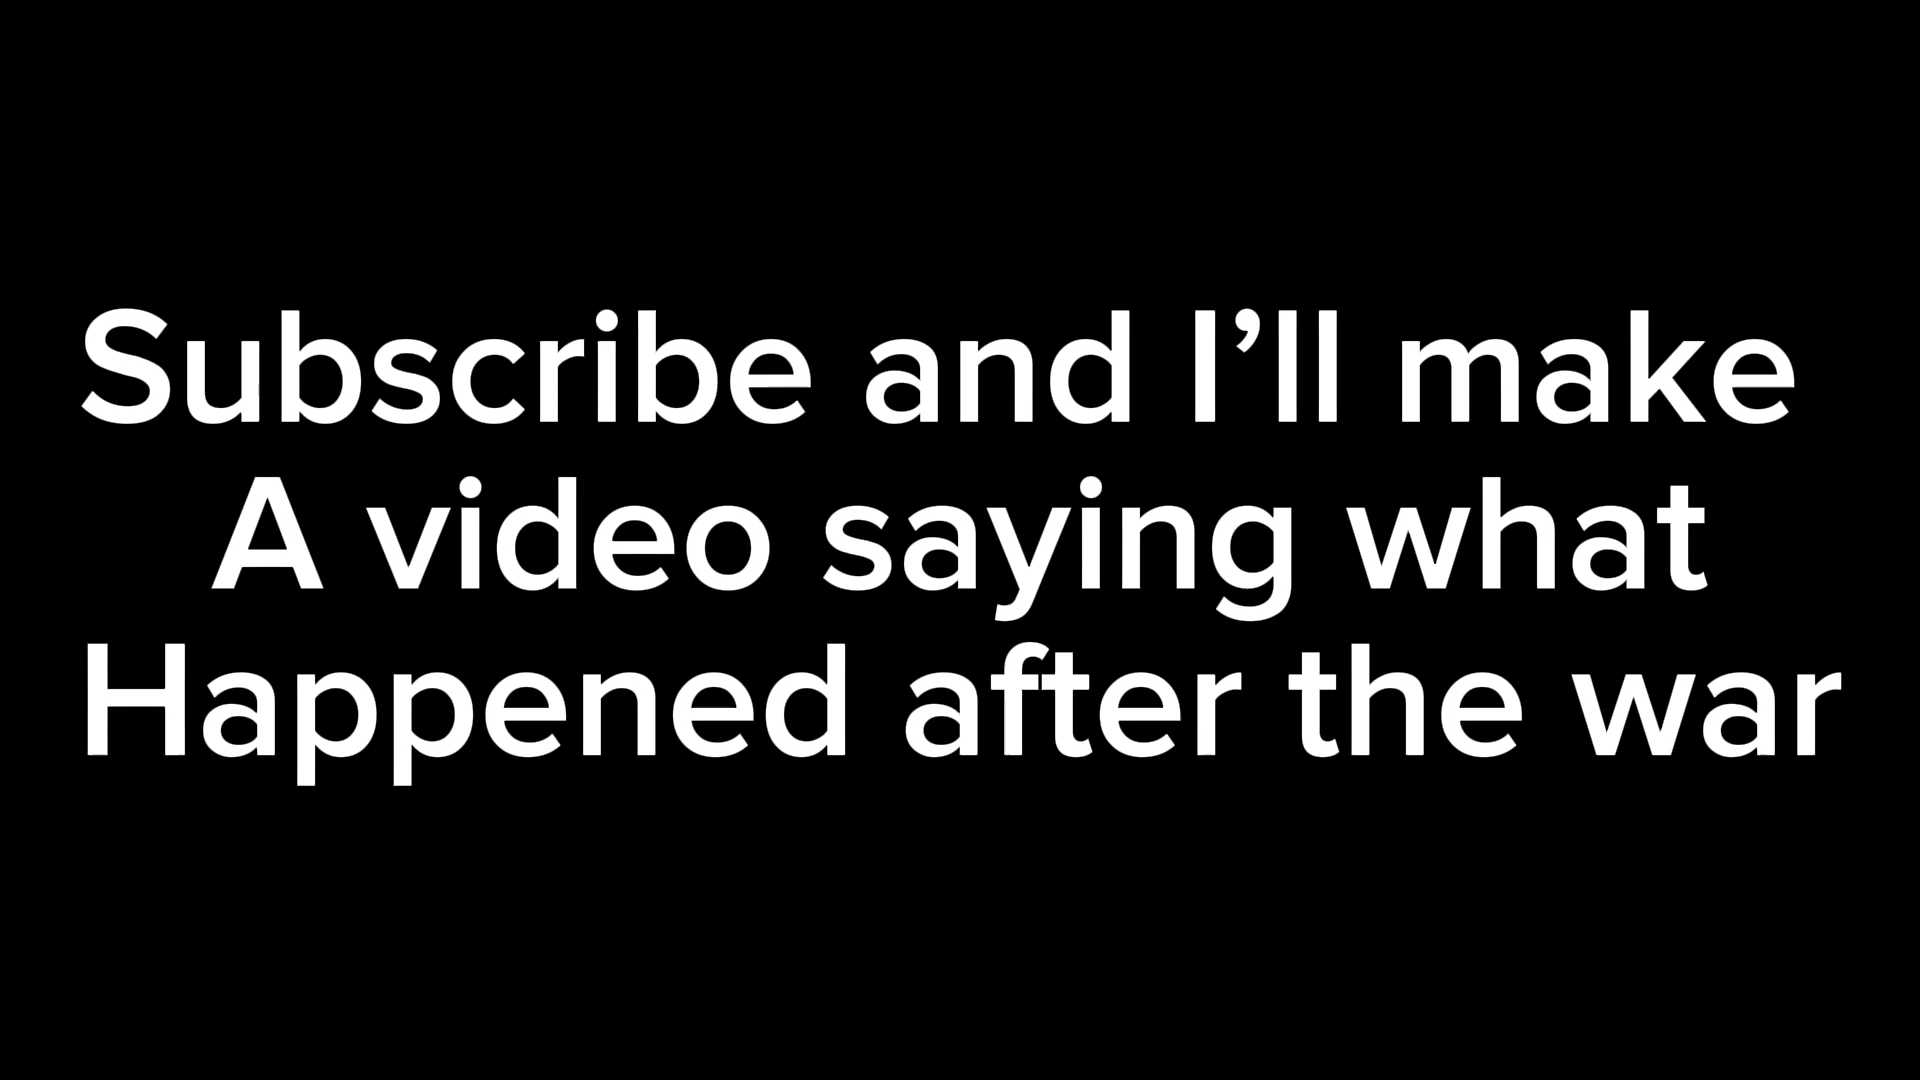 Subscribe and I’ll make
A video saying what
Happened after the war